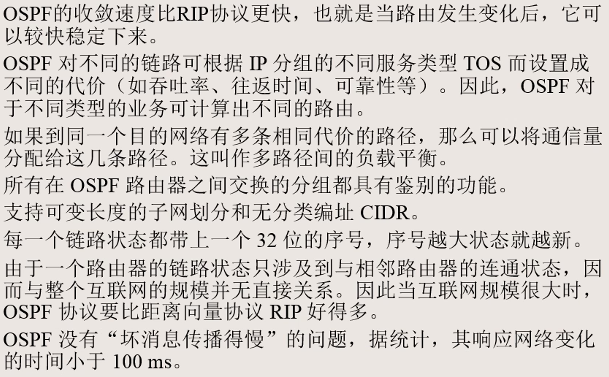 OSPF的收敛速度比RIP协议更快，也就是当路由发生变化后，它可
以较快稳定下来。
OSPF 对不同的链路可根据 IP 分组的不同服务类型 TOS 而设置成
不同的代价（如吞吐率、往返时间、可靠性等）。因此，OSPF 对
于不同类型的业务可计算出不同的路由。
如果到同一个目的网络有多条相同代价的路径，那么可以将通信量
分配给这几条路径。这叫作多路径间的负载平衡。
所有在 OSPF 路由器之间交换的分组都具有鉴别的功能。
支持可变长度的子网划分和无分类编址 CIDR。
每一个链路状态都带上一个 32 位的序号，序号越大状态就越新。
由于一个路由器的链路状态只涉及到与相邻路由器的连通状态，因
而与整个互联网的规模并无直接关系。因此当互联网规模很大时，
OSPF 协议要比距离向量协议 RIP 好得多。
OSPF 没有“坏消息传播得慢”的问题，据统计，其响应网络变化
的时间小于 100 ms。